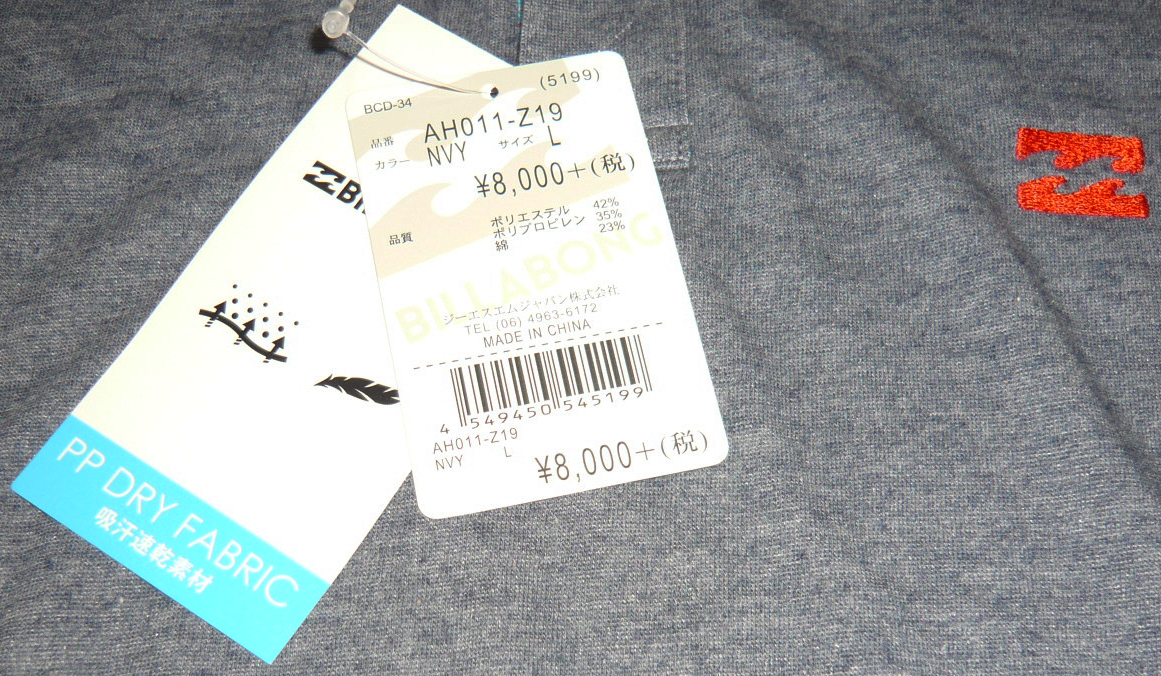 BCD-34
(5199)
品番 AH011-Z19
カラー NVY サイズ L
¥8,000+(税)
品質
ポリエステル 42%
ポリプロピレン 35%
綿 23%
BILLABONG
ジーエスエムジャパン株式会社
TEL (06) 4963-6172
MADE IN CHINA
4 549450 545199
AH011-Z19
NVY L
¥8,000+(税)
PP DRY FABRIC
吸汗速乾素材